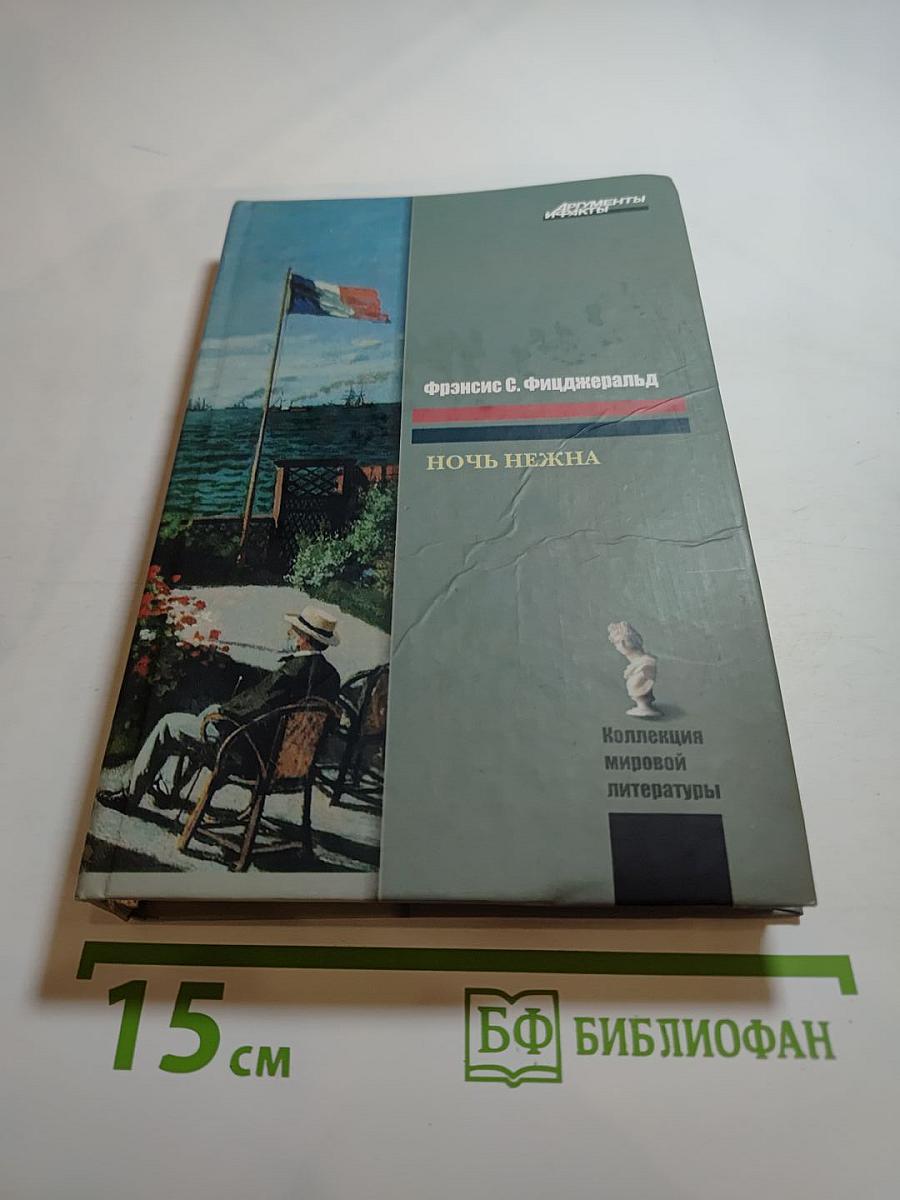 АРГУМЕНТЫ
И ФАКТЫ
Фрэнсис С. Фицджеральд
НОЧЬ НЕЖНА
Коллекция
мировой
литературы
15 см
БФ БИБЛИОФАН